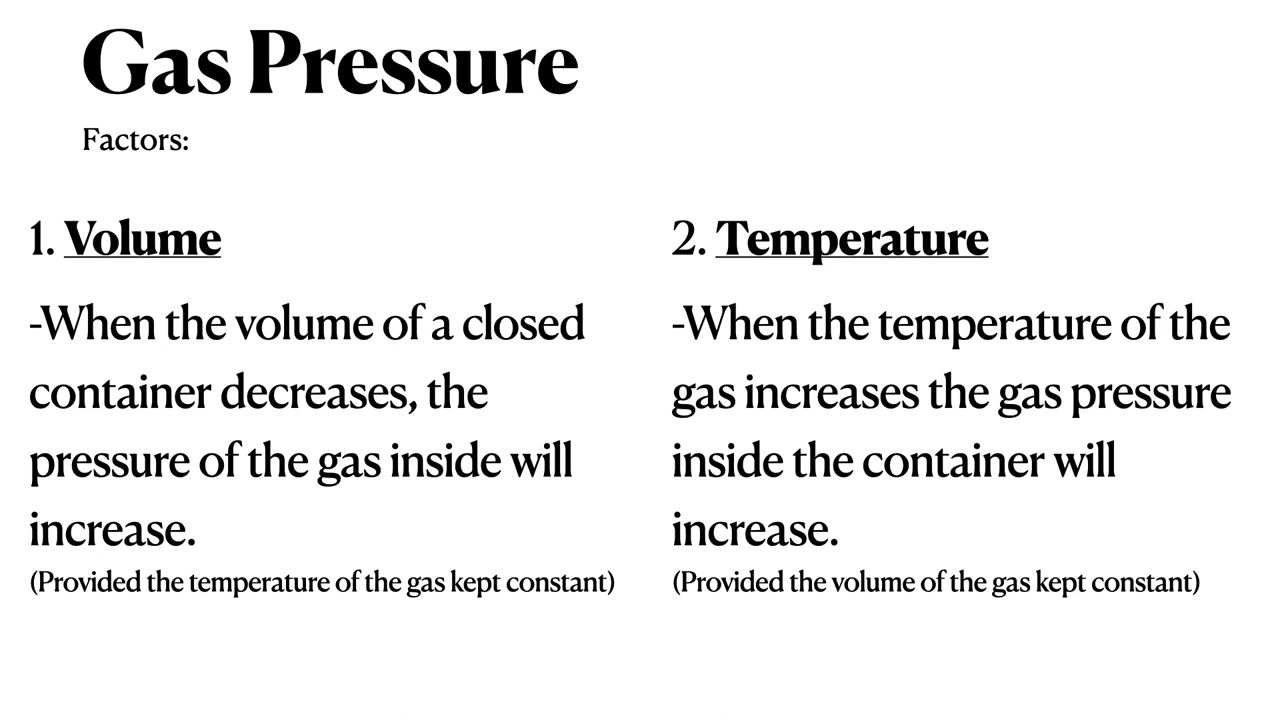 Gas Pressure
Factors:
1. Volume
-When the volume of a closed
container decreases, the
pressure of the gas inside will
increase.
(Provided the temperature of the gas kept constant)
2. Temperature
-When the temperature of the
gas increases the gas pressure
inside the container will
increase.
(Provided the volume of the gas kept constant)